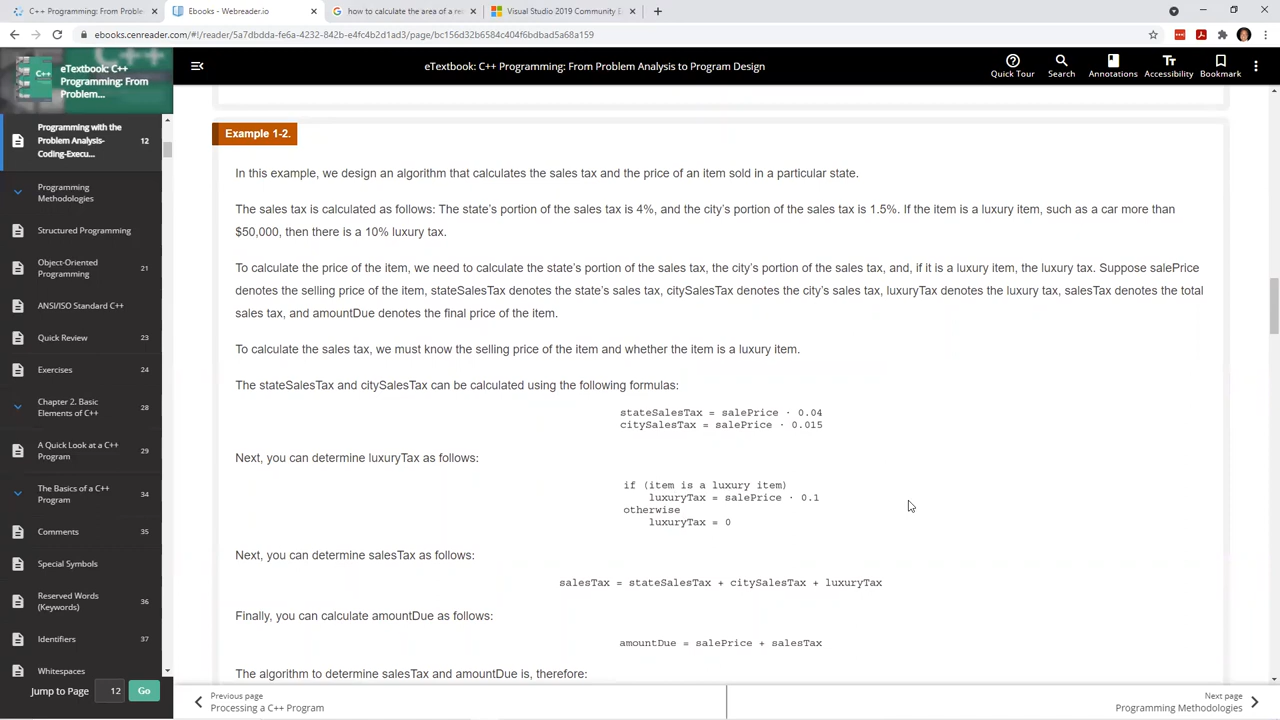 C++ Programming: From Problem
Ebooks - Webreader.io
how to calculate the area of a re
Visual Studio 2019 Community E
ebooks.cenreader.com/#!/reader/5a7dbdda-fe6a-4232-842b-e4fc4b2d1ad3/page/bc156d32b6584c404f6bdbad5a68a159
C++
eTextbook: C++
Programming: From
Problem...
eTextbook: C++ Programming: From Problem Analysis to Program Design
Quick Tour
Search
Annotations
Accessibility
Bookmark
Programming with the
Problem Analysis-
Coding-Execu...
12
Programming
Methodologies
Structured Programming
Object-Oriented
Programming
21
ANSI/ISO Standard C++
Quick Review
23
Exercises
24
Chapter 2. Basic
Elements of C++
28
A Quick Look at a C++
Program
29
The Basics of a C++
Program
34
Comments
35
Special Symbols
Reserved Words
(Keywords)
36
Identifiers
37
Whitespaces
Jump to Page
12
Go
Example 1-2.
In this example, we design an algorithm that calculates the sales tax and the price of an item sold in a particular state.
The sales tax is calculated as follows: The state's portion of the sales tax is 4%, and the city's portion of the sales tax is 1.5%. If the item is a luxury item, such as a car more than
$50,000, then there is a 10% luxury tax.
To calculate the price of the item, we need to calculate the state's portion of the sales tax, the city's portion of the sales tax, and, if it is a luxury item, the luxury tax. Suppose salePrice
denotes the selling price of the item, stateSalesTax denotes the state's sales tax, citySalesTax denotes the city's sales tax, luxuryTax denotes the luxury tax, salesTax denotes the total
sales tax, and amountDue denotes the final price of the item.
To calculate the sales tax, we must know the selling price of the item and whether the item is a luxury item.
The stateSalesTax and citySalesTax can be calculated using the following formulas:
stateSalesTax = salePrice · 0.04
citySalesTax = salePrice · 0.015
Next, you can determine luxuryTax as follows:
if (item is a luxury item)
luxuryTax = salePrice · 0.1
otherwise
luxuryTax = 0
Next, you can determine salesTax as follows:
salesTax = stateSalesTax + citySalesTax + luxuryTax
Finally, you can calculate amountDue as follows:
amountDue = salePrice + salesTax
The algorithm to determine salesTax and amountDue is, therefore:
Previous page
Processing a C++ Program
Next page
Programming Methodologies